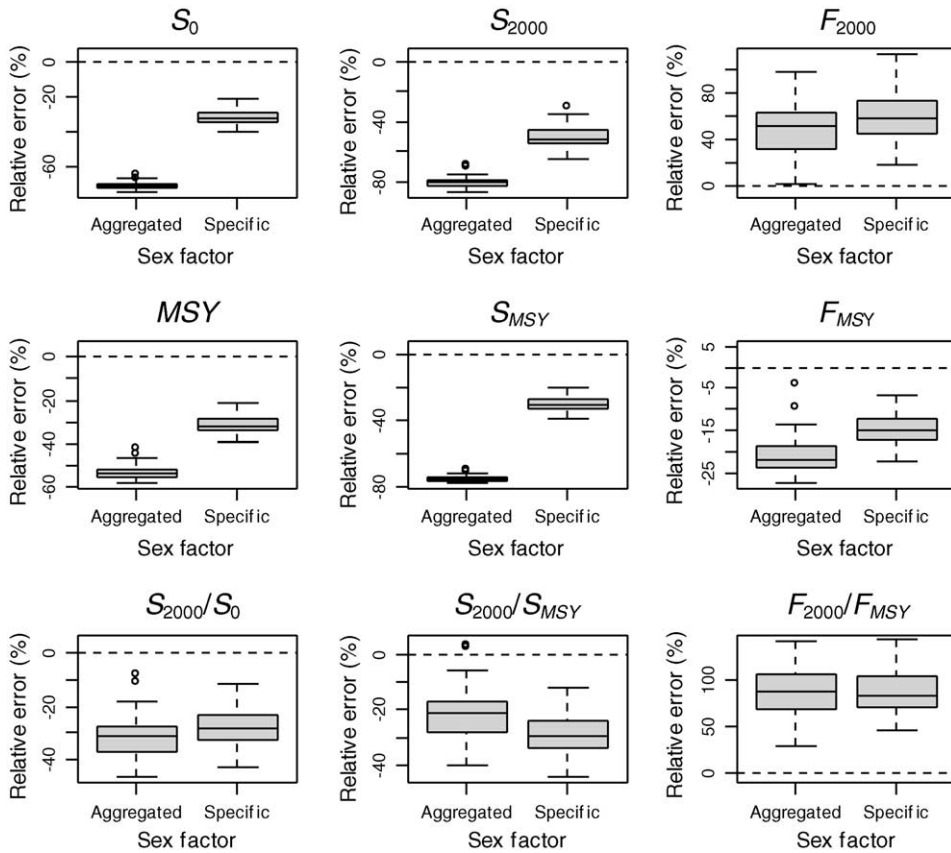 S0
Relative error (%)
0
-20
-60
Aggregated Specific
Sex factor
S2000
Relative error (%)
0
-40
-80
Aggregated Specific
Sex factor
F2000
Relative error (%)
80
40
0
Aggregated Specific
Sex factor
MSY
Relative error (%)
0
-20
-40
-60
Aggregated Specific
Sex factor
SMSY
Relative error (%)
0
-40
-80
Aggregated Specific
Sex factor
FMSY
Relative error (%)
5
-5
-15
-25
Aggregated Specific
Sex factor
S2000/S0
Relative error (%)
0
-20
-40
Aggregated Specific
Sex factor
S2000/SMSY
Relative error (%)
0
-20
-40
Aggregated Specific
Sex factor
F2000/FMSY
Relative error (%)
100
50
0
Aggregated Specific
Sex factor